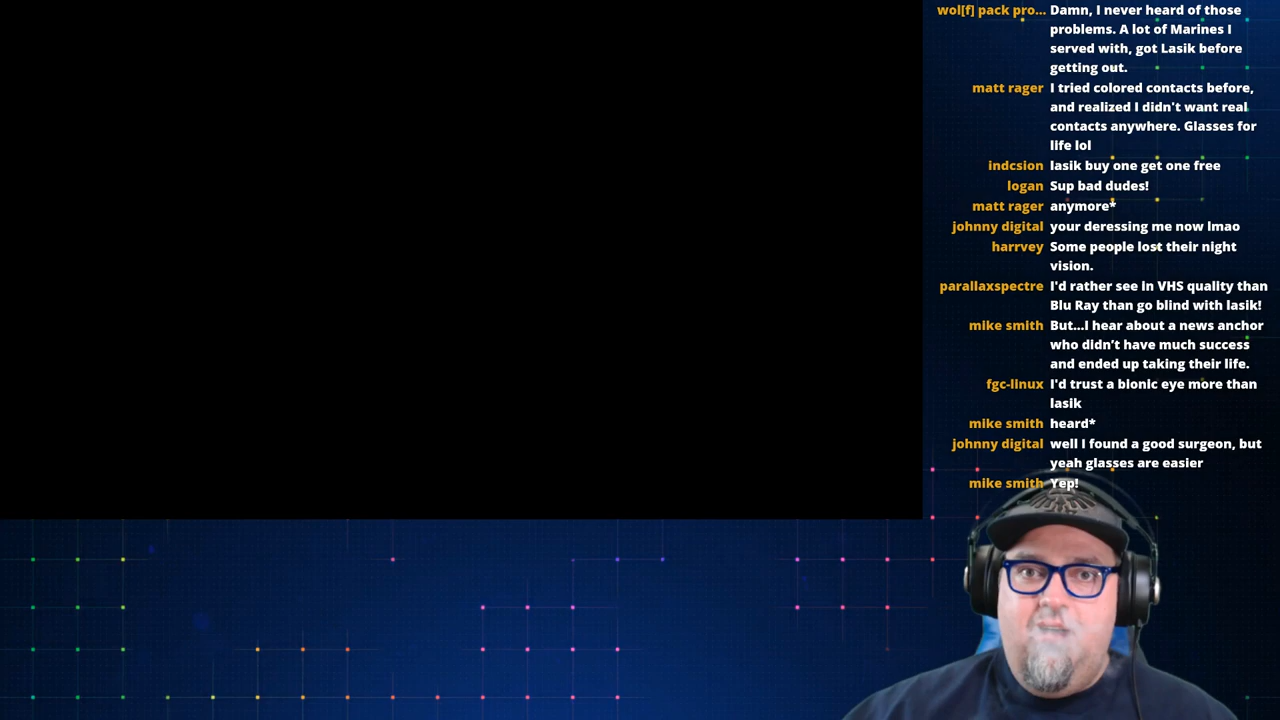 wol[f] pack pro... Damn, I never heard of those
problems. A lot of Marines I
served with, got Lasik before
getting out.
matt rager I tried colored contacts before,
and realized I didn't want real
contacts anywhere. Glasses for
life lol
indcsion lasik buy one get one free
logan Sup bad dudes!
matt rager anymore*
johnny digital your deressing me now lmao
harrvey Some people lost their night
vision.
parallaxspectre I'd rather see in VHS quality than
Blu Ray than go blind with lasik!
mike smith But...I hear about a news anchor
who didn't have much success
and ended up taking their life.
fgc-linux I'd trust a bionic eye more than
lasik
mike smith heard*
johnny digital well I found a good surgeon, but
yeah glasses are easier
mike smith Yep!